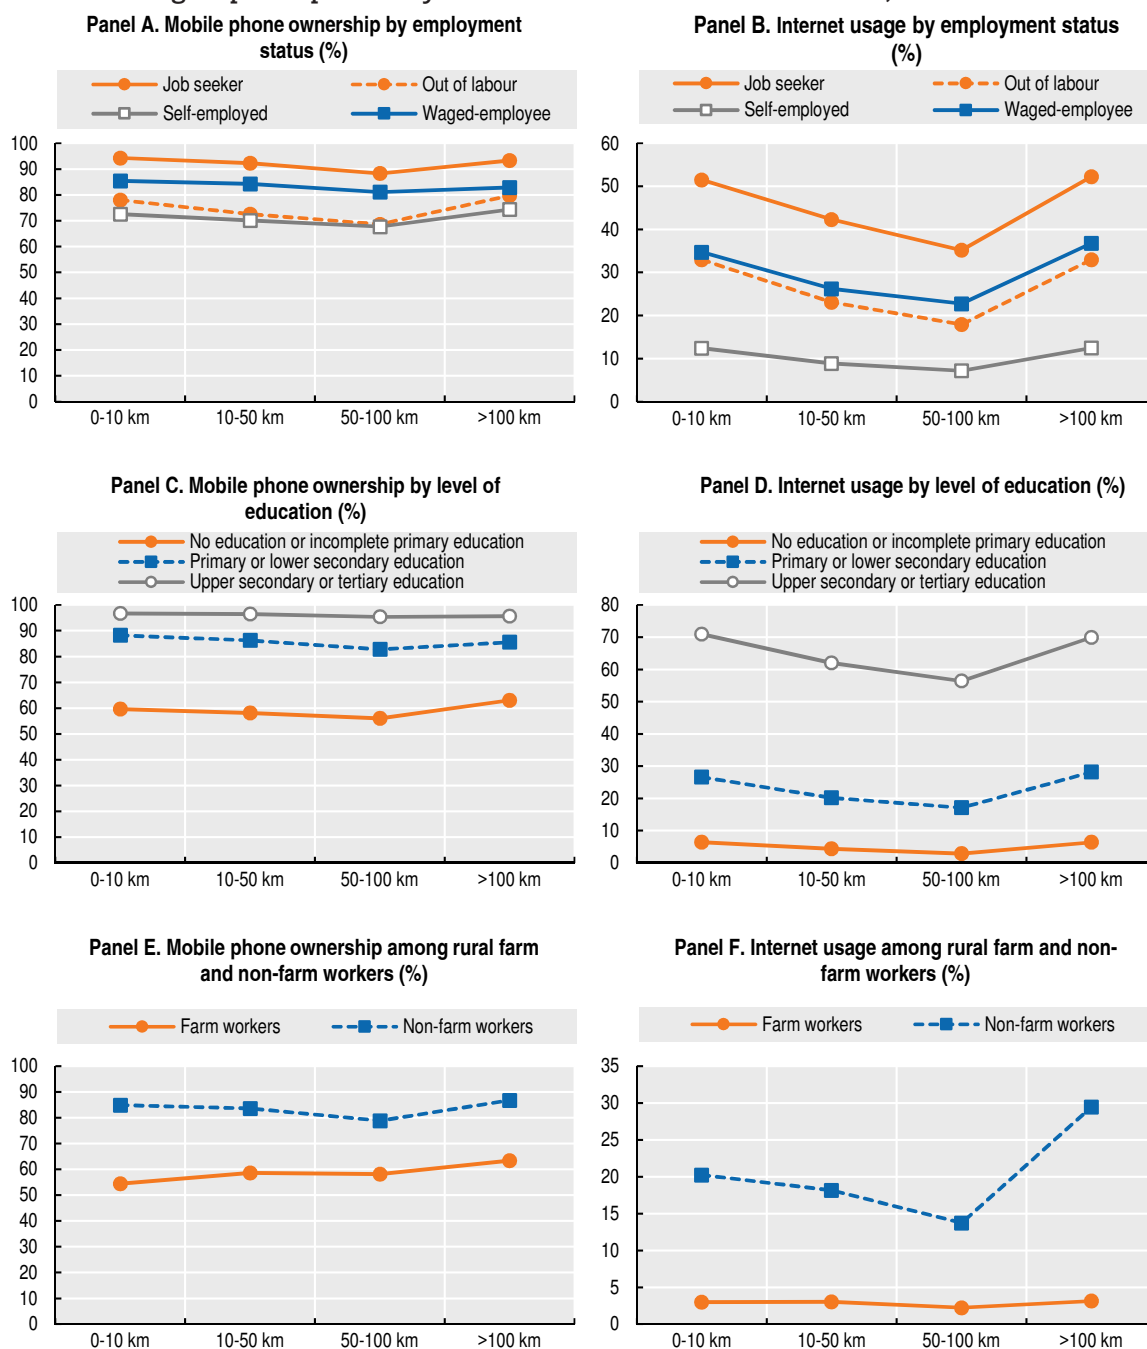 Panel A. Mobile phone ownership by employment
status (%)
Job seeker
Out of labour
Self-employed
Waged-employee
100
90
80
70
60
50
40
30
20
10
0
0-10 km
10-50 km
50-100 km
>100 km
Panel B. Internet usage by employment status
(%)
Job seeker
Out of labour
Self-employed
Waged-employee
60
50
40
30
20
10
0
0-10 km
10-50 km
50-100 km
>100 km
Panel C. Mobile phone ownership by level of
education (%)
No education or incomplete primary education
Primary or lower secondary education
Upper secondary or tertiary education
100
90
80
70
60
50
40
30
20
10
0
0-10 km
10-50 km
50-100 km
>100 km
Panel D. Internet usage by level of education (%)
No education or incomplete primary education
Primary or lower secondary education
Upper secondary or tertiary education
80
70
60
50
40
30
20
10
0
0-10 km
10-50 km
50-100 km
>100 km
Panel E. Mobile phone ownership among rural farm
and non-farm workers (%)
Farm workers
Non-farm workers
100
90
80
70
60
50
40
30
20
10
0
0-10 km
10-50 km
50-100 km
>100 km
Panel F. Internet usage among rural farm and non-
farm workers (%)
Farm workers
Non-farm workers
35
30
25
20
15
10
5
0
0-10 km
10-50 km
50-100 km
>100 km